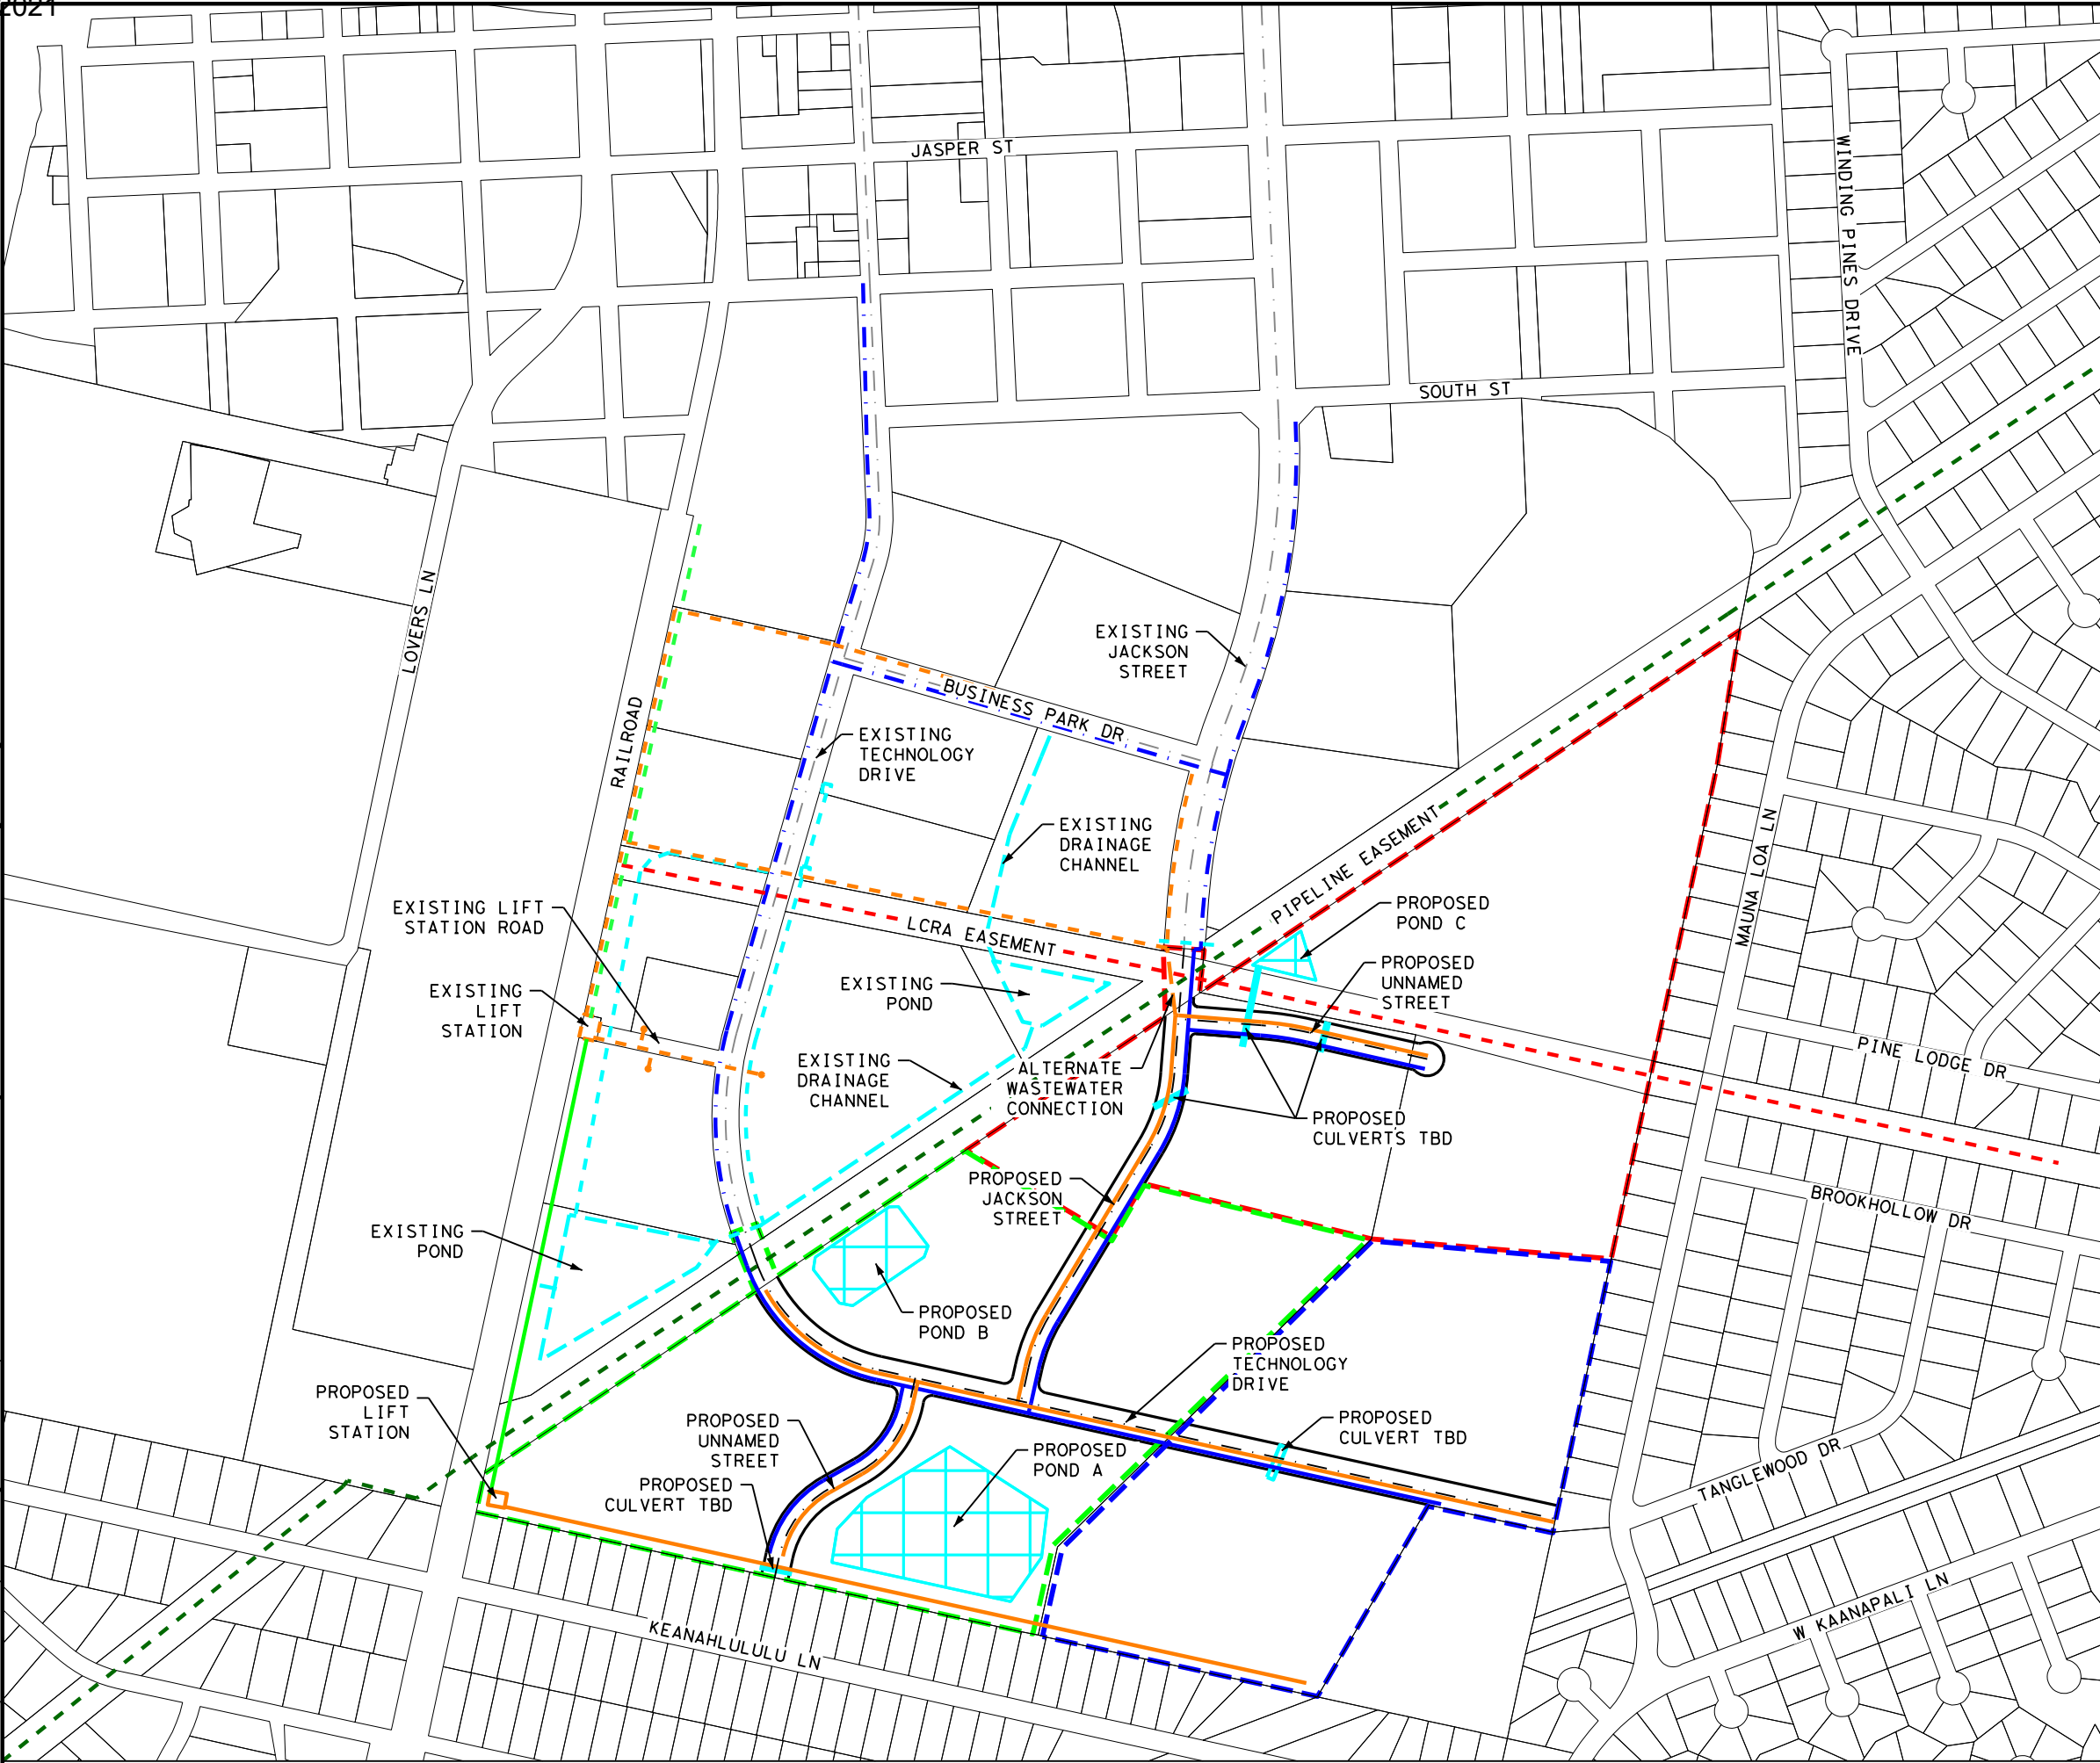 2021
JASPER ST
WINDING PINES DRIVE
SOUTH ST
LOVERS LN
EXISTING
JACKSON
STREET
BUSINESS PARK DR
RAILROAD
EXISTING
TECHNOLOGY
DRIVE
EXISTING
DRAINAGE
CHANNEL
PIPELINE EASEMENT
MAUNA LOA LN
EXISTING LIFT
STATION ROAD
LCRA EASEMENT
PROPOSED
POND C
PROPOSED
UNNAMED
STREET
EXISTING
POND
EXISTING
LIFT
STATION
PINE LODGE DR
EXISTING
DRAINAGE
CHANNEL
ALTERNATE
WASTEWATER
CONNECTION
PROPOSED
CULVERTS TBD
PROPOSED
JACKSON
STREET
BROOKHOLLOW DR
EXISTING
POND
PROPOSED
POND B
PROPOSED
TECHNOLOGY
DRIVE
PROPOSED
LIFT
STATION
PROPOSED
UNNAMED
STREET
PROPOSED
POND A
PROPOSED
CULVERT TBD
TANGLEWOOD DR
PROPOSED
CULVERT TBD
W KAANAPALI LN
KEANAHLULULU LN